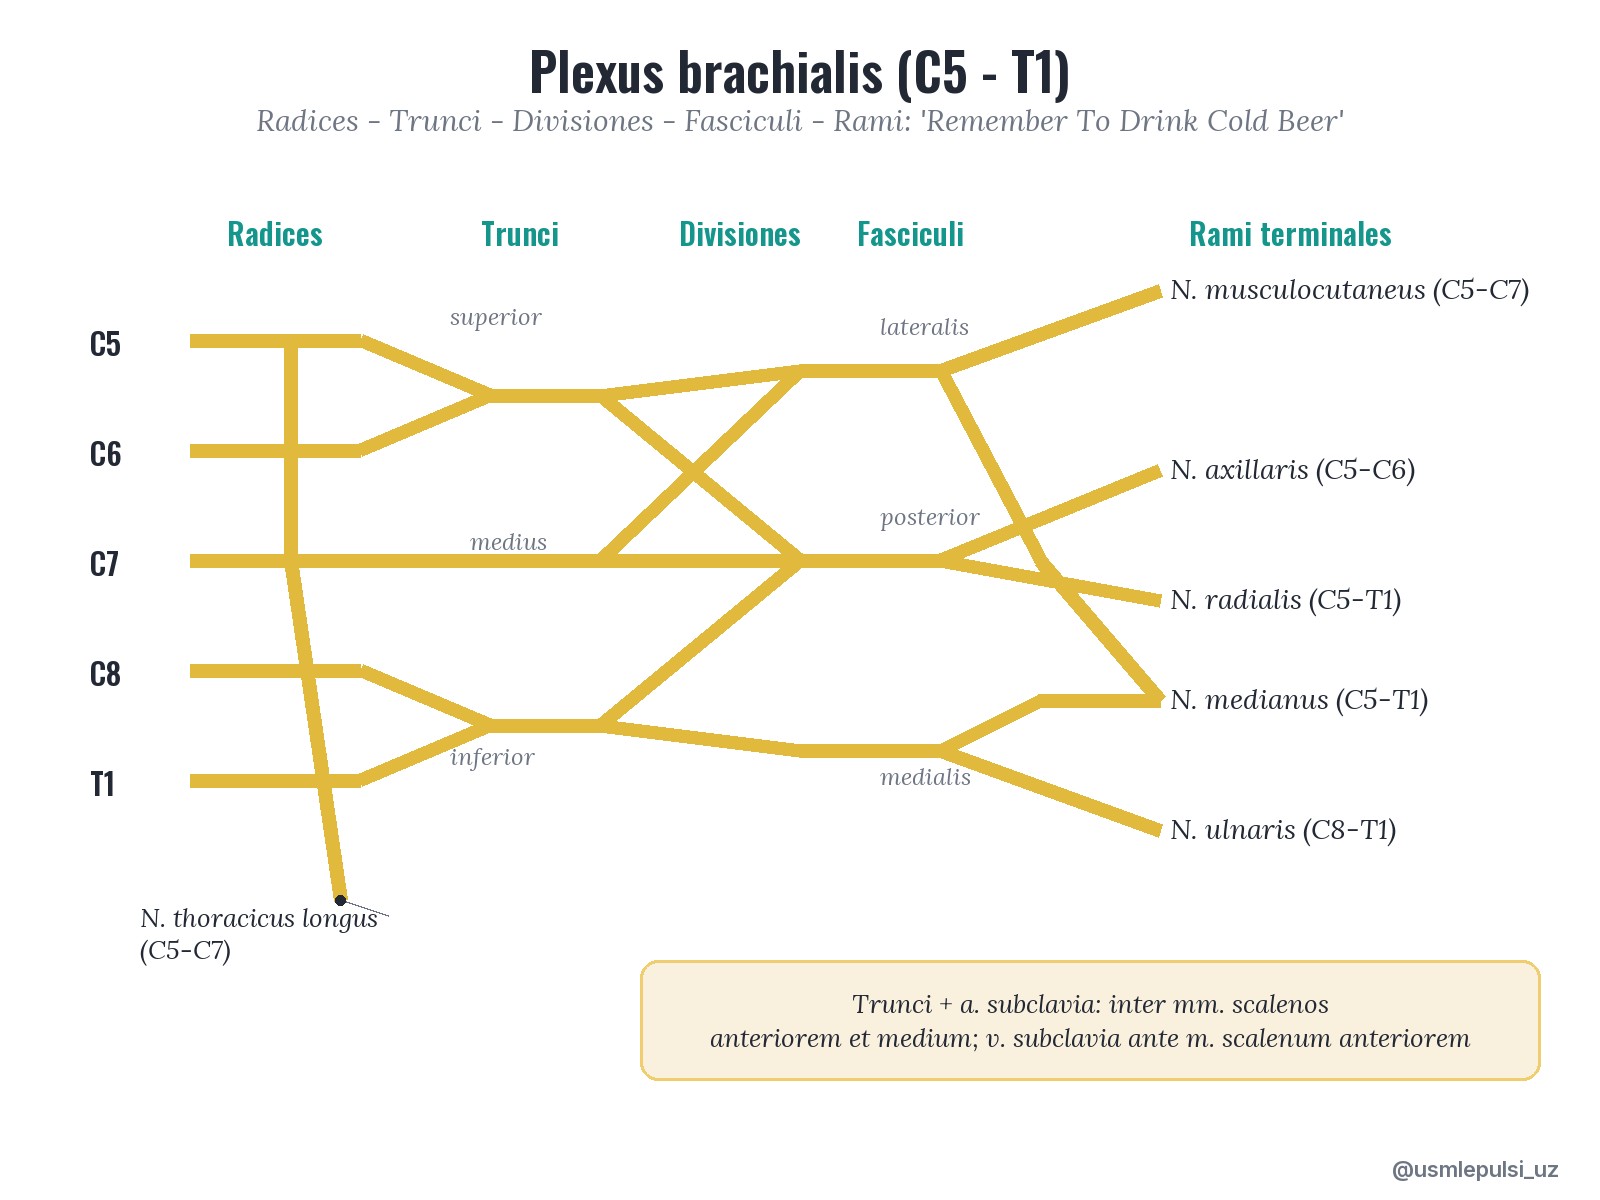 Plexus brachialis (C5 - T1)
Radices - Trunci - Divisiones - Fasciculi - Rami: 'Remember To Drink Cold Beer'
Radices
Trunci
Divisiones
Fasciculi
Rami terminales
N. musculocutaneus (C5-C7)
superior
lateralis
C5
C6
N. axillaris (C5-C6)
posterior
medius
C7
N. radialis (C5-T1)
C8
N. medianus (C5-T1)
inferior
medialis
T1
N. ulnaris (C8-T1)
N. thoracicus longus
(C5-C7)
Trunci + a. subclavia: inter mm. scalenos
anteriorem et medium; v. subclavia ante m. scalenum anteriorem
@usmlepulsi_uz